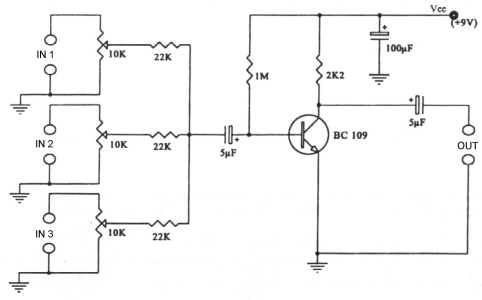 Vcc
(+9V)
IN 1
10K
22K
1M
2K2
+
100µF
IN 2
10K
22K
+
5µF
BC 109
+
5µF
OUT
IN 3
10K
22K